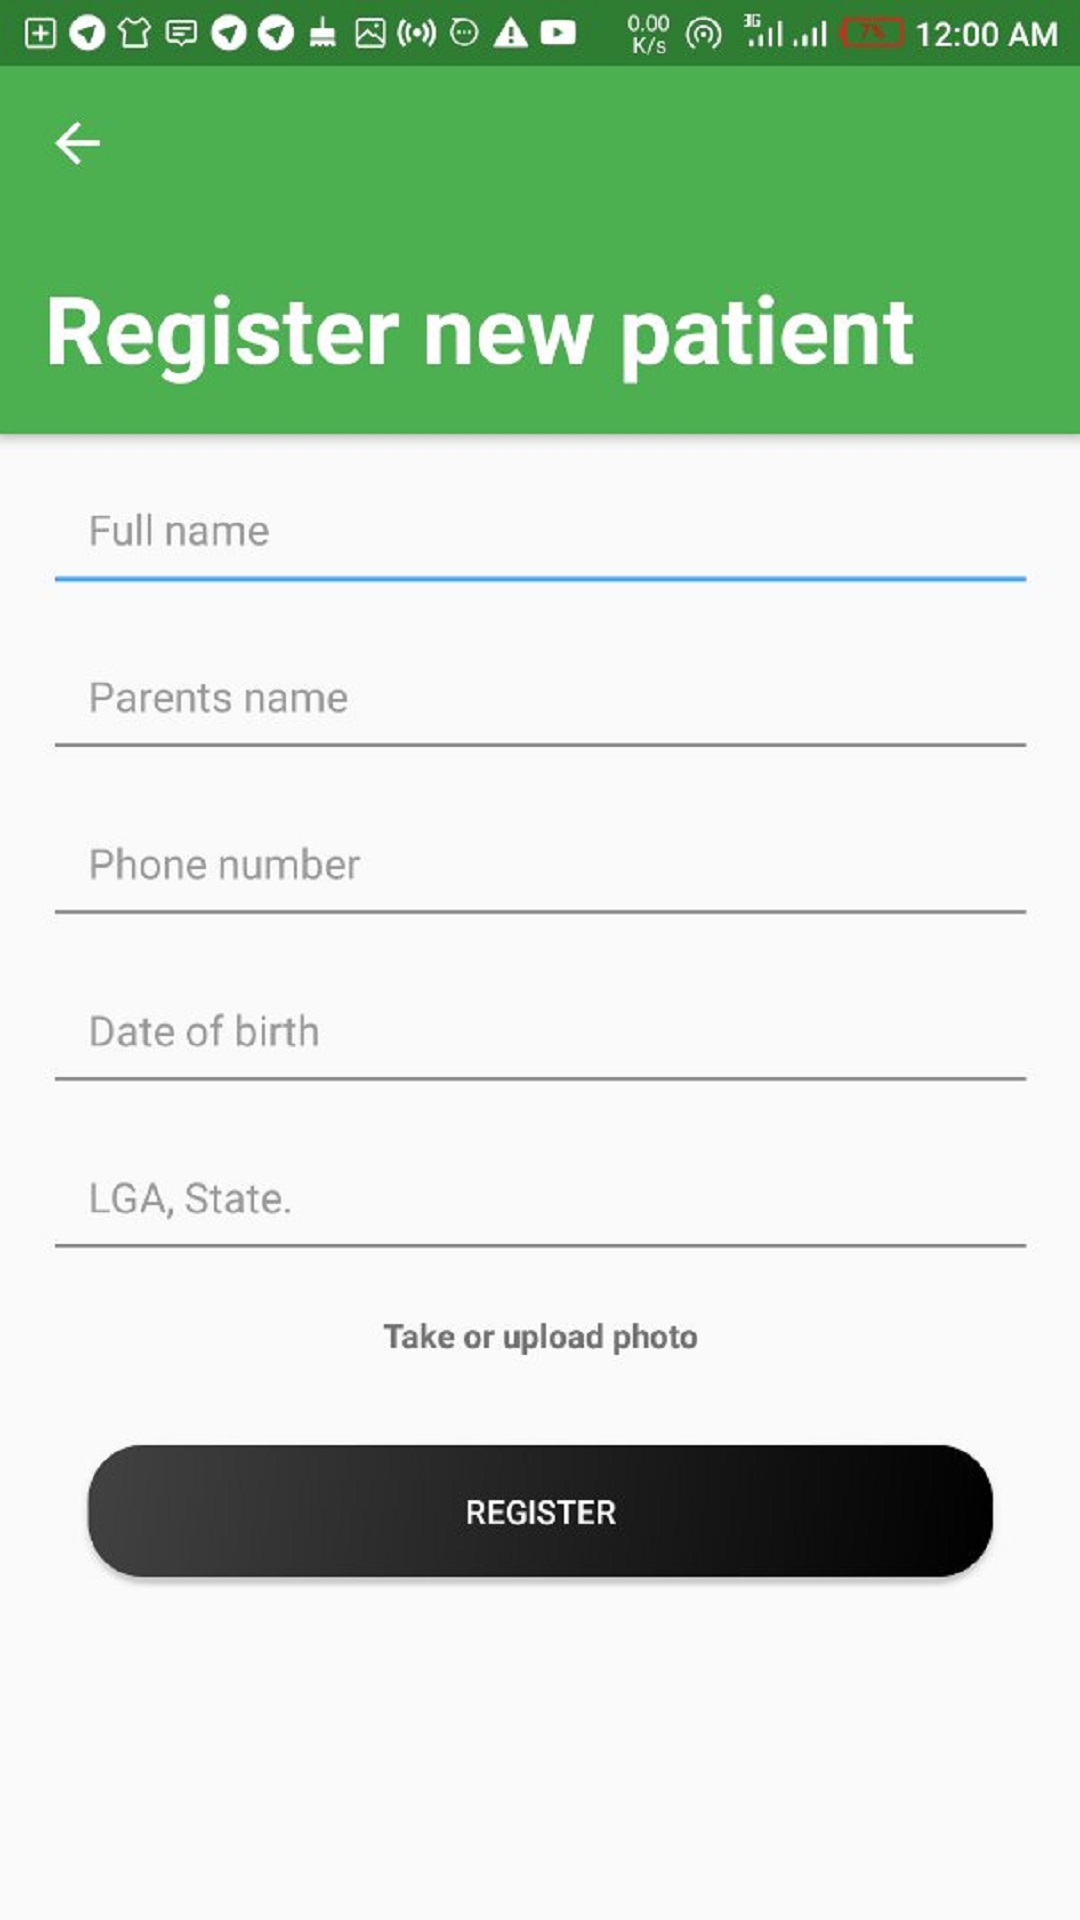 0.00 K/s 3G 7% 12:00 AM
Register new patient
Full name
Parents name
Phone number
Date of birth
LGA, State.
Take or upload photo
REGISTER